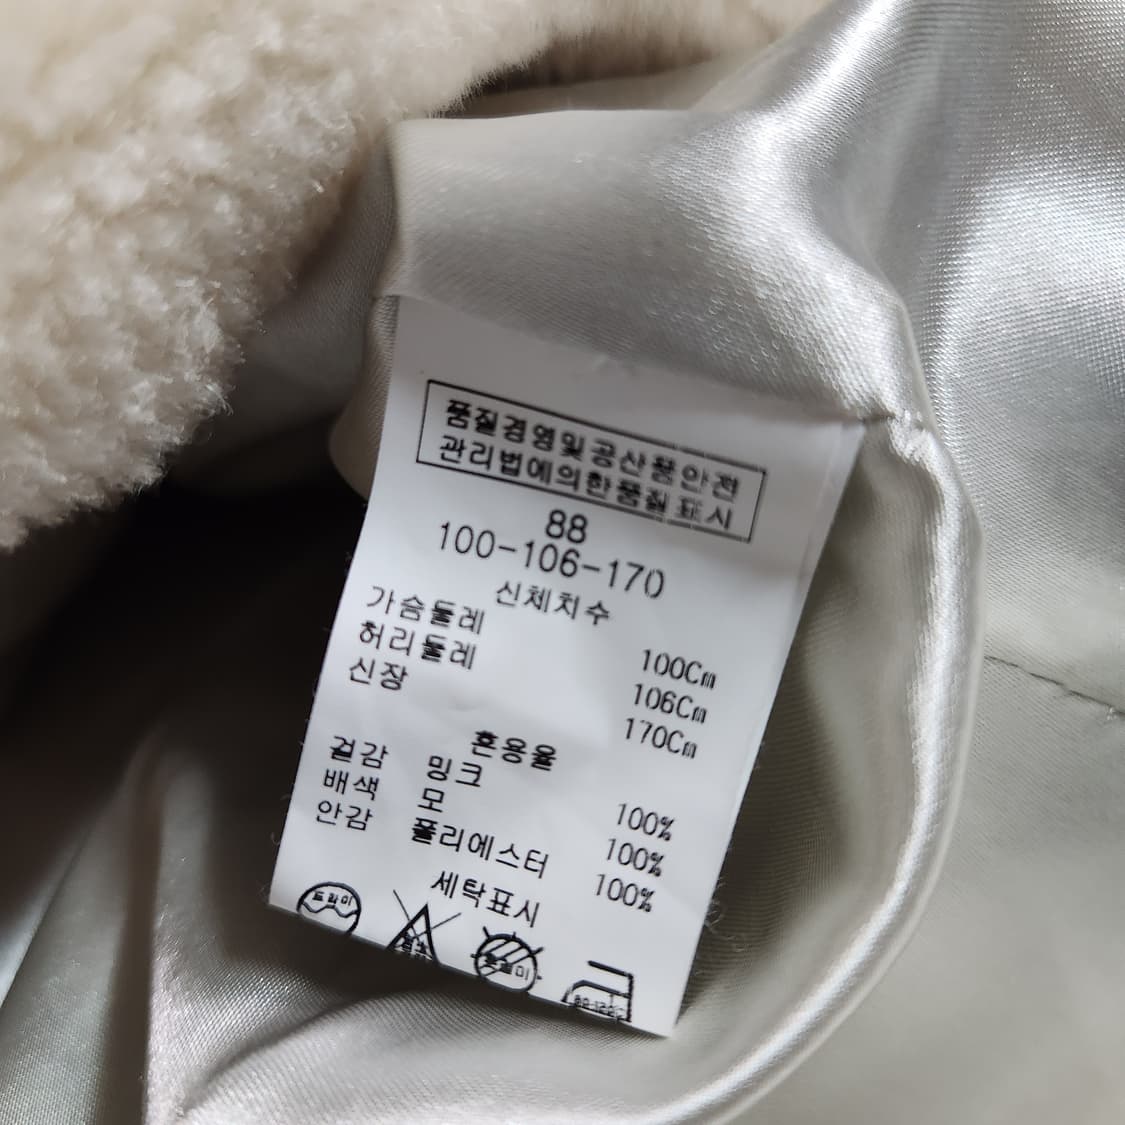 품질경영및공산품안전
관리법에의한품질표시
88
100-106-170
신체치수
가슴둘레 100Cm
허리둘레 106Cm
신장 170Cm
혼용율
겉감 밍크 100%
배색 모 100%
안감 폴리에스터 100%
세탁표시
드라이